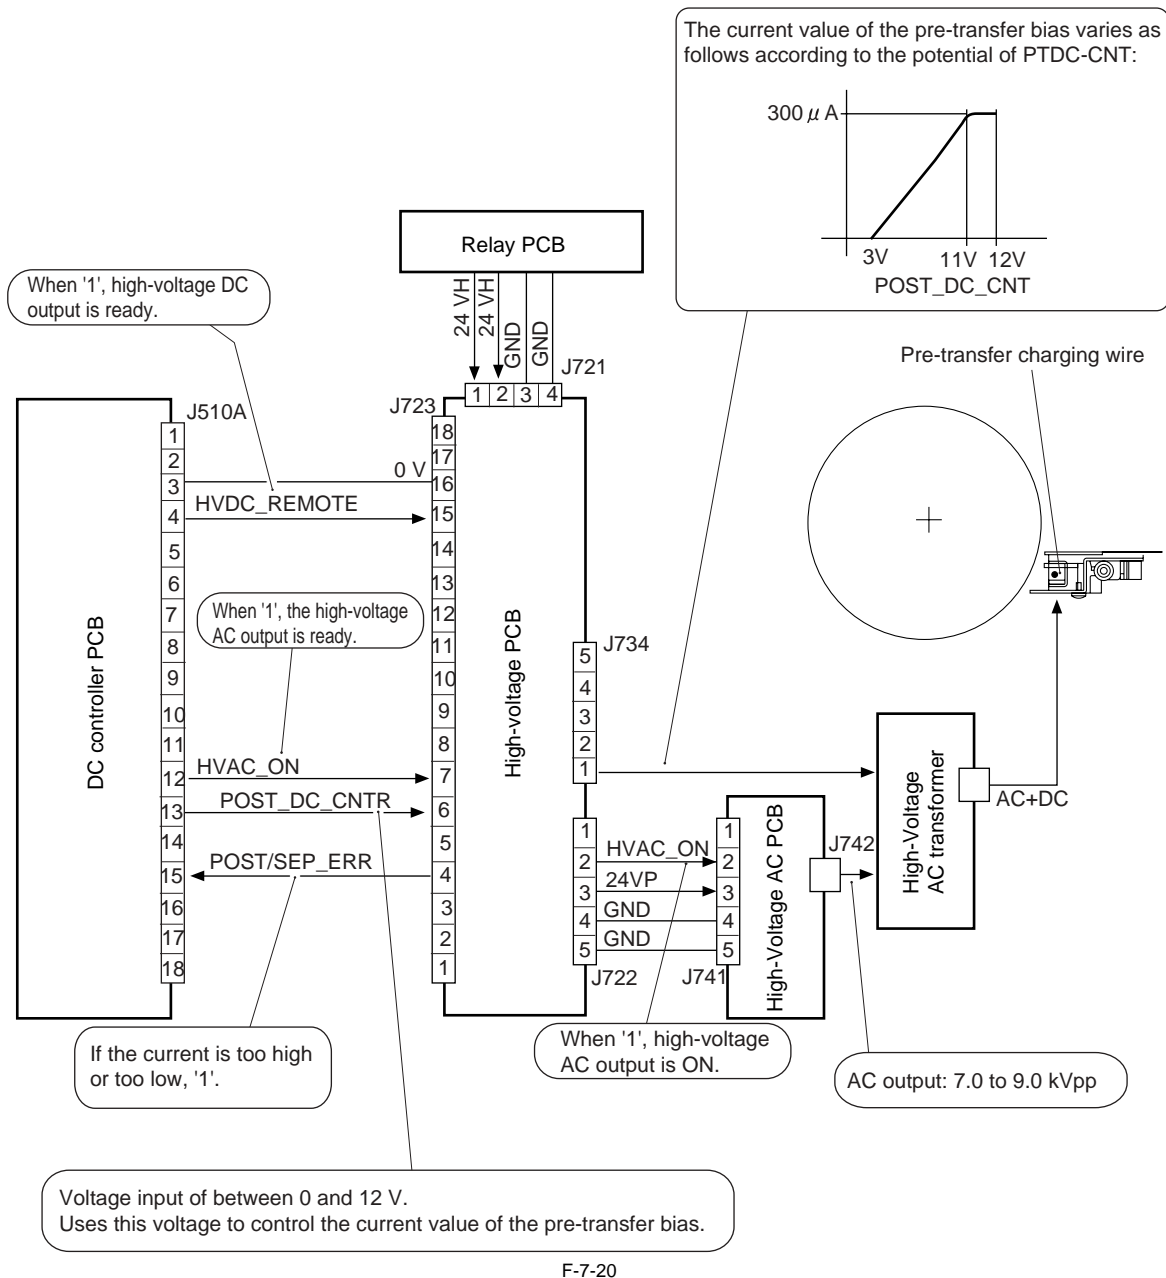 The current value of the pre-transfer bias varies as
follows according to the potential of PTDC-CNT:
300 μ A
3V
11V
12V
POST_DC_CNT
Relay PCB
24 VH
24 VH
GND
GND
J721
1
2
3
4
When '1', high-voltage DC
output is ready.
Pre-transfer charging wire
DC controller PCB
J510A
1
2
3
4
5
6
7
8
9
10
11
12
13
14
15
16
17
18
0 V
HVDC_REMOTE
When '1', the high-voltage
AC output is ready.
HVAC_ON
POST_DC_CNTR
POST/SEP_ERR
J723
18
17
16
15
14
13
12
11
10
9
8
7
6
5
4
3
2
1
High-voltage PCB
J734
5
4
3
2
1
1
2
3
4
5
J722
HVAC_ON
24VP
GND
GND
1
2
3
4
5
J741
High-Voltage AC PCB
J742
High-Voltage
AC transformer
AC+DC
If the current is too high
or too low, '1'.
When '1', high-voltage
AC output is ON.
AC output: 7.0 to 9.0 kVpp
Voltage input of between 0 and 12 V.
Uses this voltage to control the current value of the pre-transfer bias.
F-7-20